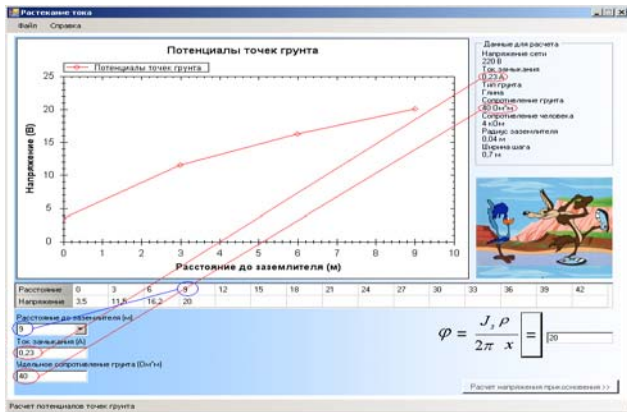 Растекание тока
Файл Справка
Потенциалы точек грунта
Потенциалы точек грунта
Напряжение (В)
25
20
15
10
5
0
0 1 2 3 4 5 6 7 8 9 10
Расстояние до заземлителя (м)
Данные для расчета
Напряжение сети
220 В
Ток замыкания
0,23 А
Тип грунта
Глина
Сопротивление грунта
40 Ом*м
Сопротивление человека
4 кОм
Радиус заземлителя
0.04 м
Ширина шага
0,7 м
Расстояние 0 3 6 9 12 15 18 21 24 27 30 33 36 39 42
Напряжение 3,5 11,5 16,2 20
Расстояние до заземлителя (м)
9
Ток замыкания (А)
0,23
Удельное сопротивление грунта (Ом*м)
40
φ = J₃ ρ / 2π x =
20
Расчет напряжения прикосновения >>
Расчет потенциалов точек грунта